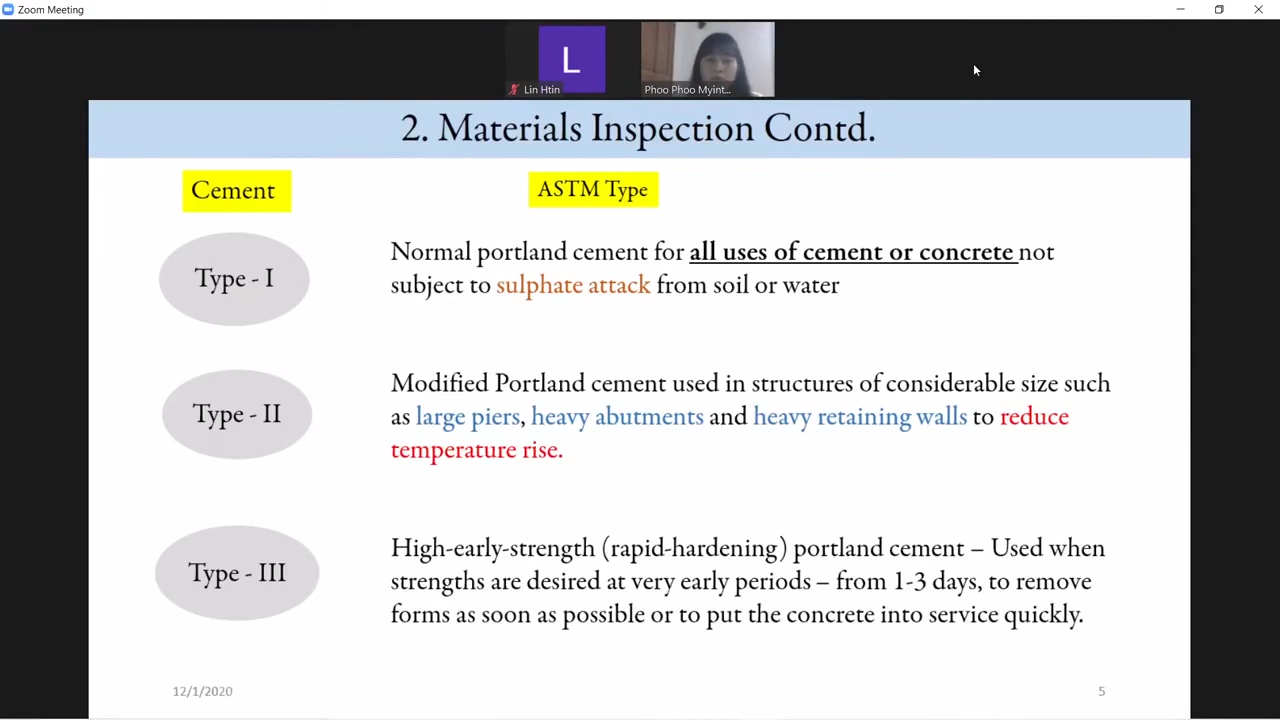 Zoom Meeting
L
Lin Htin
Phoo Phoo Myint...
2. Materials Inspection Contd.
Cement
ASTM Type
Type - I
Normal portland cement for all uses of cement or concrete not
subject to sulphate attack from soil or water
Type - II
Modified Portland cement used in structures of considerable size such
as large piers, heavy abutments and heavy retaining walls to reduce
temperature rise.
Type - III
High-early-strength (rapid-hardening) portland cement – Used when
strengths are desired at very early periods – from 1-3 days, to remove
forms as soon as possible or to put the concrete into service quickly.
12/1/2020
5